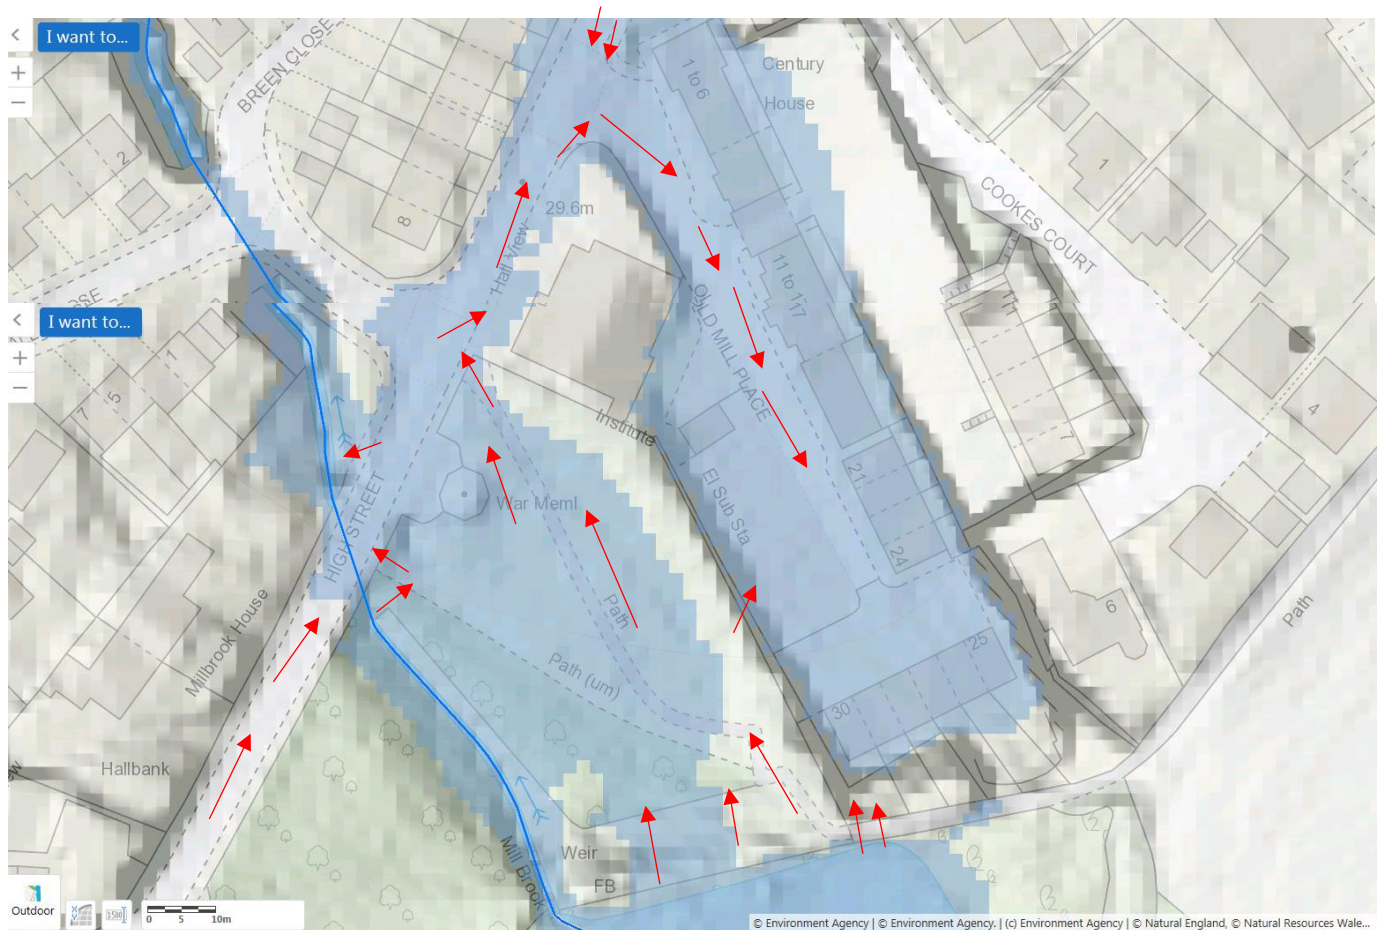 I want to...
BREEN CLOSE
2
8
1 to 6
Century
House
29.6m
Hall View
COOKES COURT
1
11
11 to 17
OSE
I want to...
1
5
7
OLD MILL PLACE
Institute
4
7
War Meml
El Sub Sta
21
24
HIGH STREET
Millbrook House
Path
Path (um)
6
Path
25
30
Hallbank
Mill Brook
Weir
FB
Outdoor
0 5 10m
© Environment Agency | © Environment Agency. | (c) Environment Agency | © Natural England, © Natural Resources Wale...